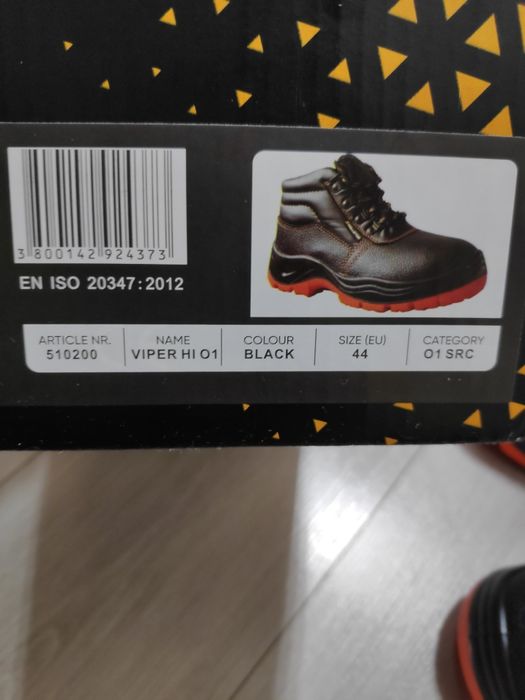 3 800142 924373
EN ISO 20347:2012
ARTICLE NR. NAME COLOUR SIZE (EU) CATEGORY
510200 VIPER HI O1 BLACK 44 O1 SRC